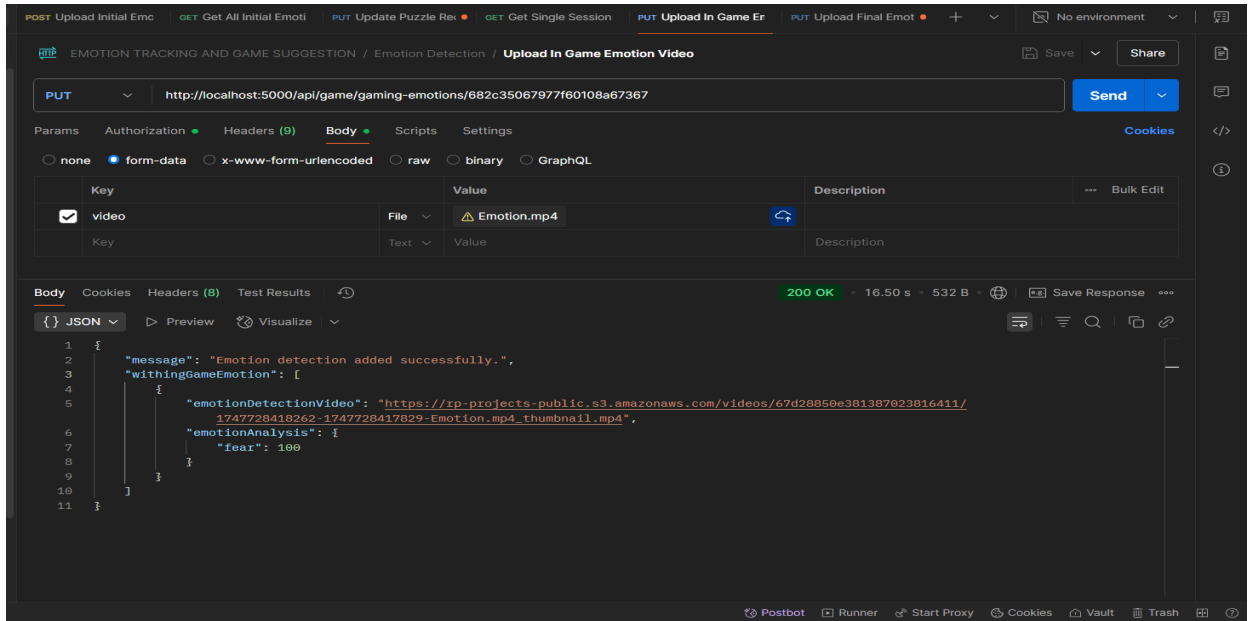 POST Upload Initial Emc GET Get All Initial Emoti PUT Update Puzzle Rec GET Get Single Session PUT Upload In Game Er PUT Upload Final Emot No environment
HTTP EMOTION TRACKING AND GAME SUGGESTION / Emotion Detection / Upload In Game Emotion Video Save Share
PUT http://localhost:5000/api/game/gaming-emotions/682c35067977f60108a67367 Send
Params Authorization Headers (9) Body Scripts Settings Cookies
none form-data x-www-form-urlencoded raw binary GraphQL
Key Value Description Bulk Edit
video File Emotion.mp4
Key Text Value Description
Body Cookies Headers (8) Test Results 200 OK 16.50 s 532 B e.g. Save Response
{} JSON Preview Visualize
1 {
2 "message": "Emotion detection added successfully.",
3 "withingGameEmotion": [
4 {
5 "emotionDetectionVideo": "https://rp-projects-public.s3.amazonaws.com/videos/67d28850e381387023816411/
1747728418262-1747728417829-Emotion.mp4_thumbnail.mp4",
6 "emotionAnalysis": {
7 "fear": 100
8 }
9 }
10 ]
11 }
Postbot Runner Start Proxy Cookies Vault Trash